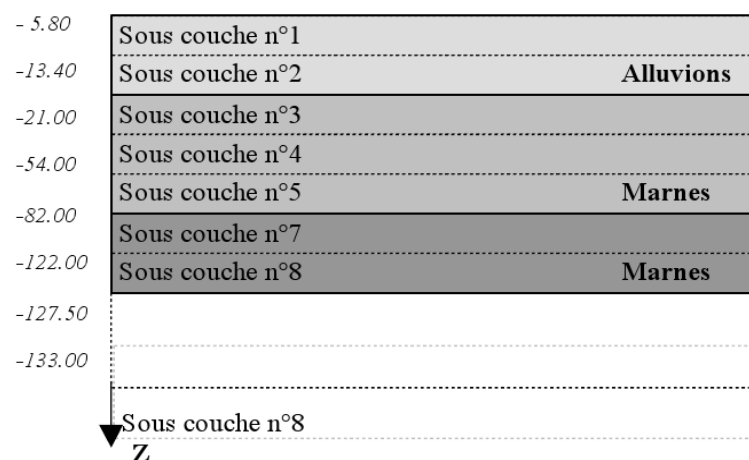 - 5.80
Sous couche n°1
-13.40
Sous couche n°2 Alluvions
-21.00
Sous couche n°3
-54.00
Sous couche n°4
Sous couche n°5 Marnes
-82.00
Sous couche n°7
-122.00
Sous couche n°8 Marnes
-127.50
-133.00
Sous couche n°8
Z